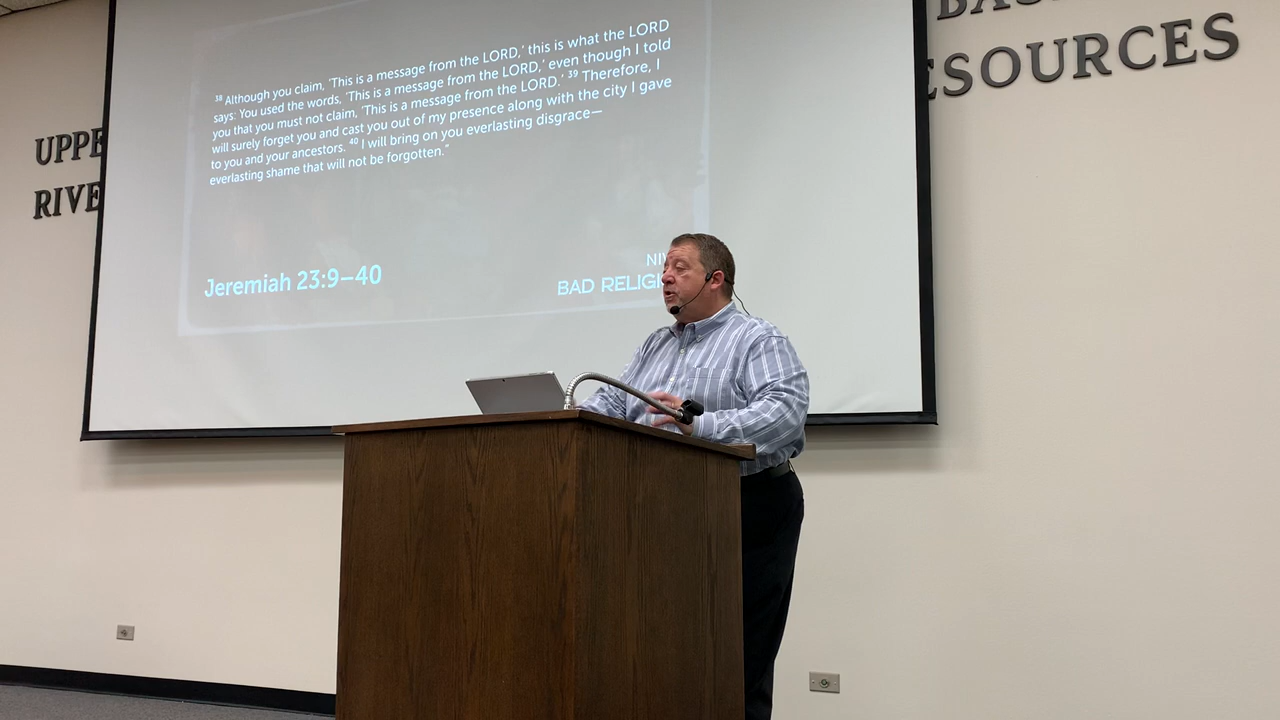 ³⁸ Although you claim, ‘This is a message from the LORD,’ this is what the LORD
says: You used the words, ‘This is a message from the LORD,’ even though I told
you that you must not claim, ‘This is a message from the LORD.’ ³⁹ Therefore, I
will surely forget you and cast you out of my presence along with the city I gave
to you and your ancestors. ⁴⁰ I will bring on you everlasting disgrace—
everlasting shame that will not be forgotten.”
Jeremiah 23:9–40
NIV
BAD RELIGI
UPPE
RIVE
BAS
ESOURCES